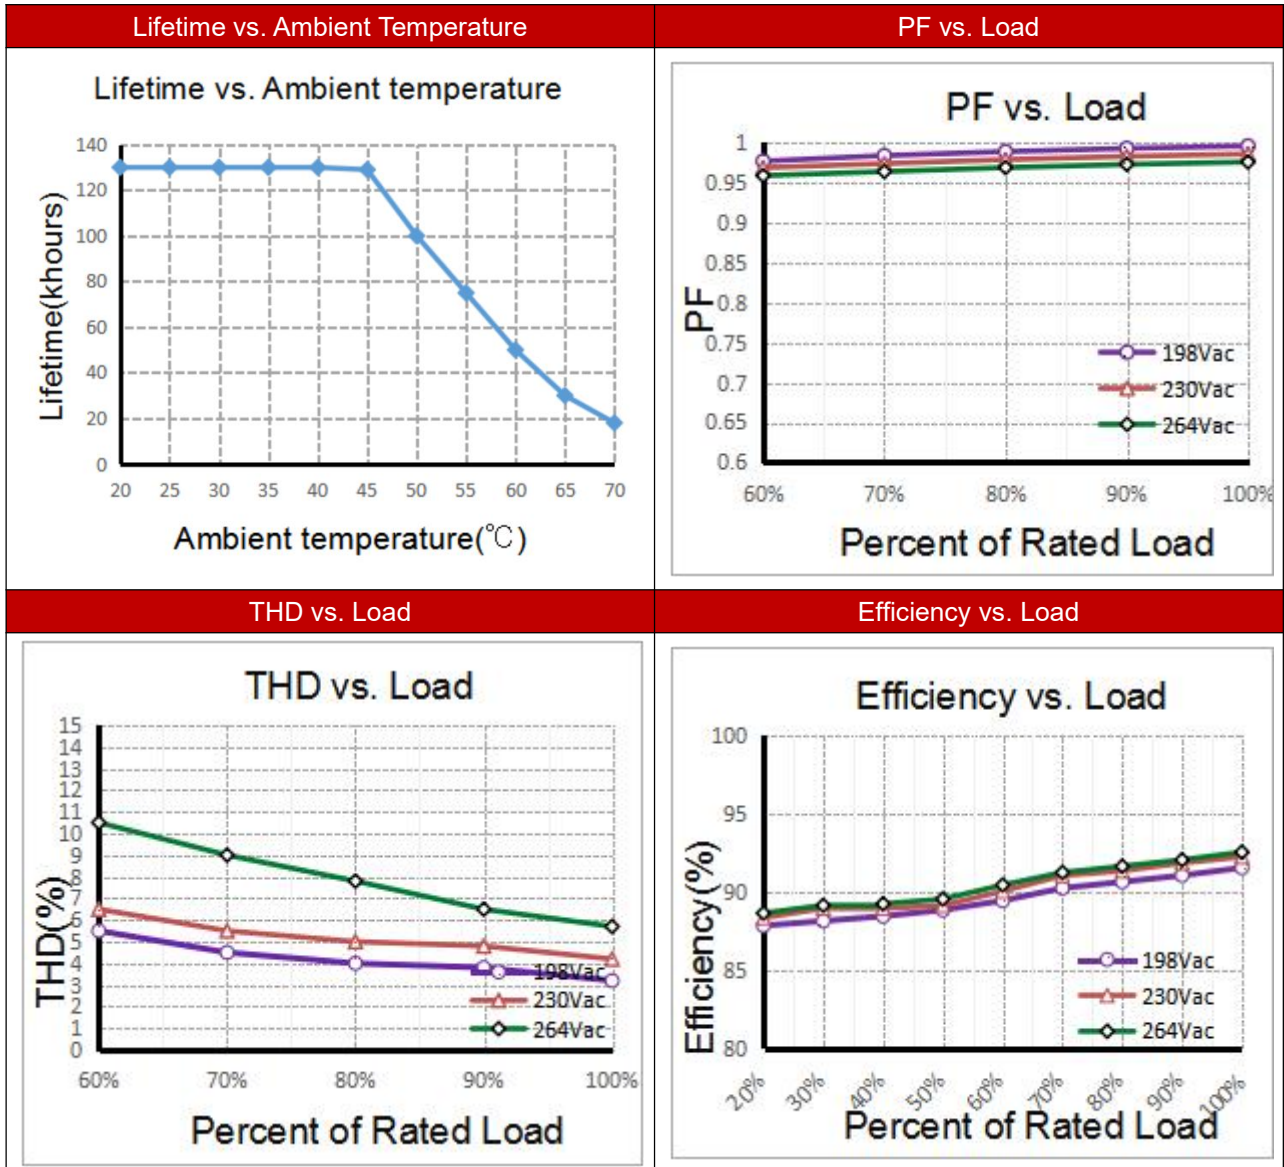 Lifetime vs. Ambient Temperature
PF vs. Load
Lifetime vs. Ambient temperature
140
120
100
80
60
40
20
0
Lifetime(khours)
20 25 30 35 40 45 50 55 60 65 70
Ambient temperature(℃)
PF vs. Load
1
0.95
0.9
0.85
0.8
0.75
0.7
0.65
0.6
PF
198Vac
230Vac
264Vac
60% 70% 80% 90% 100%
Percent of Rated Load
THD vs. Load
Efficiency vs. Load
THD vs. Load
15
14
13
12
11
10
9
8
7
6
5
4
3
2
1
0
THD(%)
198Vac
230Vac
264Vac
60% 70% 80% 90% 100%
Percent of Rated Load
Efficiency vs. Load
100
95
90
85
80
Efficiency(%)
198Vac
230Vac
264Vac
20% 30% 40% 50% 60% 70% 80% 90% 100%
Percent of Rated Load